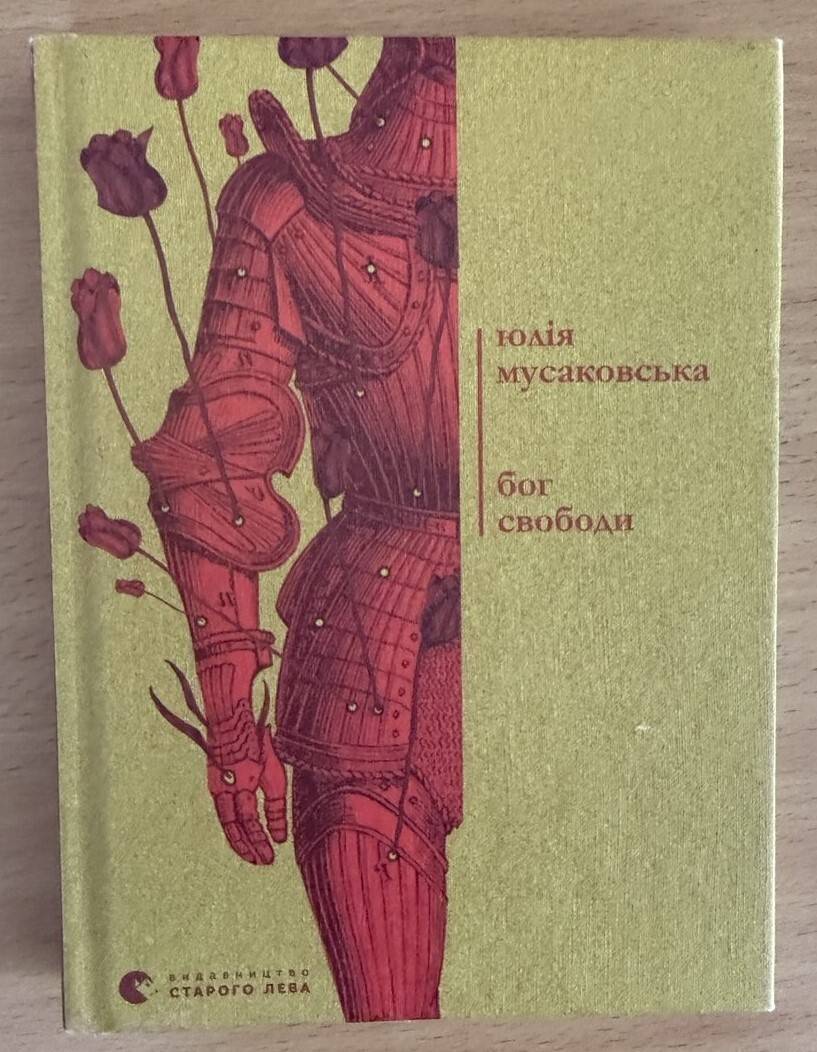 юлія
мусаковська
бог
свободи
видавництво
СТАРОГО ЛЕВА